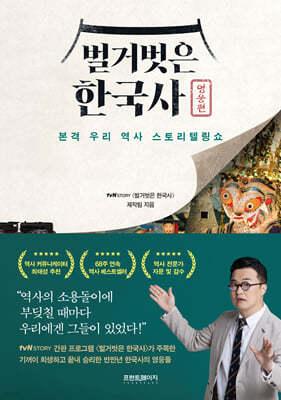 벌거벗은
한국사
영웅편
본격 우리 역사 스토리텔링쇼
tvN STORY 〈벌거벗은 한국사〉
제작팀 지음
★★★★★
역사 커뮤니케이터
최태성 추천
★★★★★
68주 연속
역사 베스트셀러
★★★★★
역사 전문가
자문 및 감수
“역사의 소용돌이에
부딪칠 때마다
우리에겐 그들이 있었다!”
tvN STORY 간판 프로그램 〈벌거벗은 한국사〉가 주목한
기꺼이 희생하고 끝내 승리한 반만년 한국사의 영웅들
프런트페이지